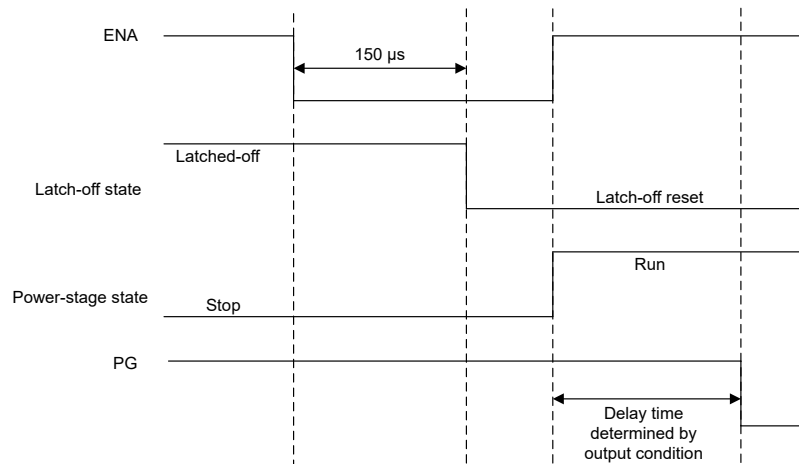 ENA
150 µs
Latched-off
Latch-off state
Latch-off reset
Run
Power-stage state
Stop
PG
Delay time
determined by
output condition